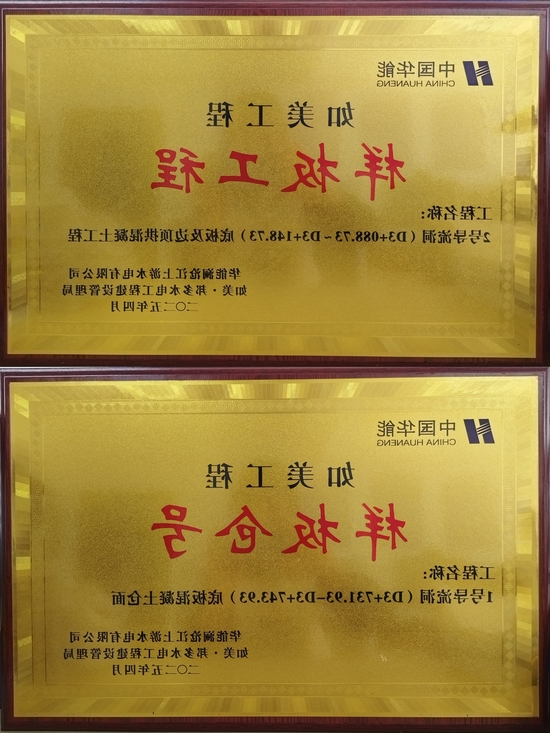 中国华能
CHINA HUANENG
如美工程
样板工程
工程名称：
2号导流洞（D3+088.73～D3+148.73）底板及边顶拱混凝土工程
华能澜沧江上游水电有限公司
如美·邦多水电工程建设管理局
二〇二五年四月
中国华能
CHINA HUANENG
如美工程
样板仓号
工程名称：
1号导流洞（D3+731.93~D3+743.93）底板混凝土仓面
华能澜沧江上游水电有限公司
如美·邦多水电工程建设管理局
二〇二五年四月